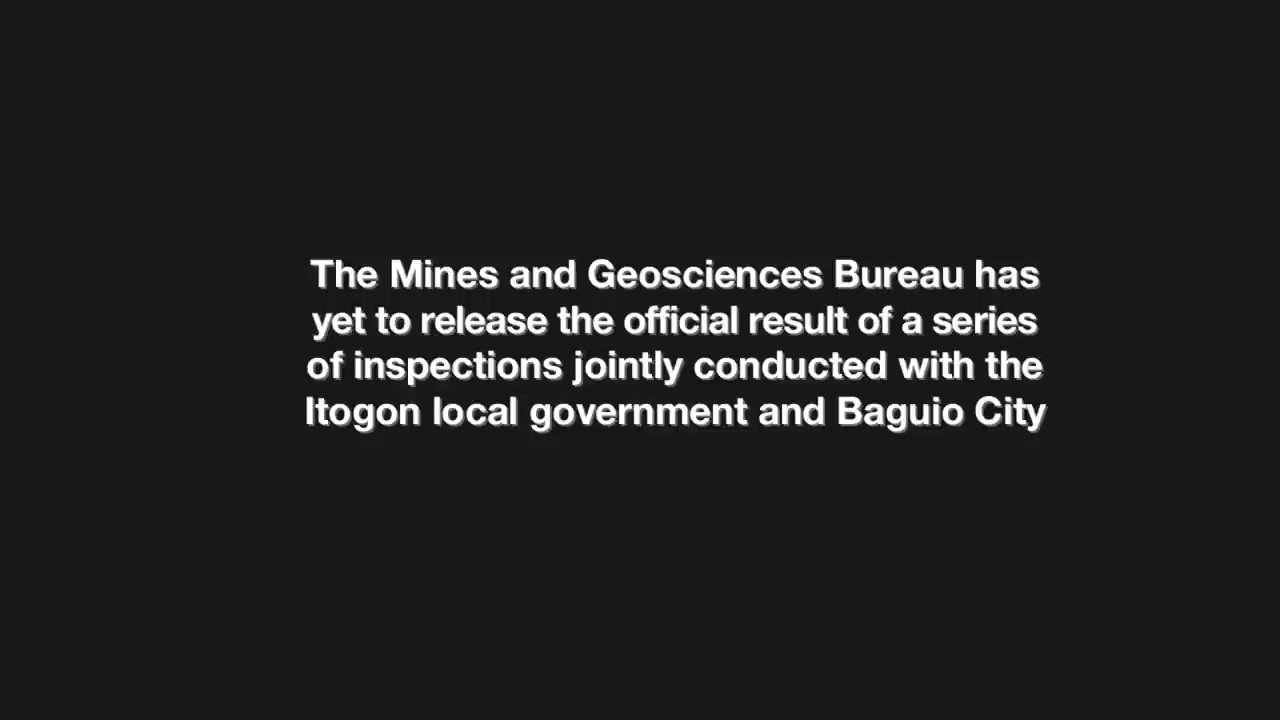 The Mines and Geosciences Bureau has
yet to release the official result of a series
of inspections jointly conducted with the
Itogon local government and Baguio City